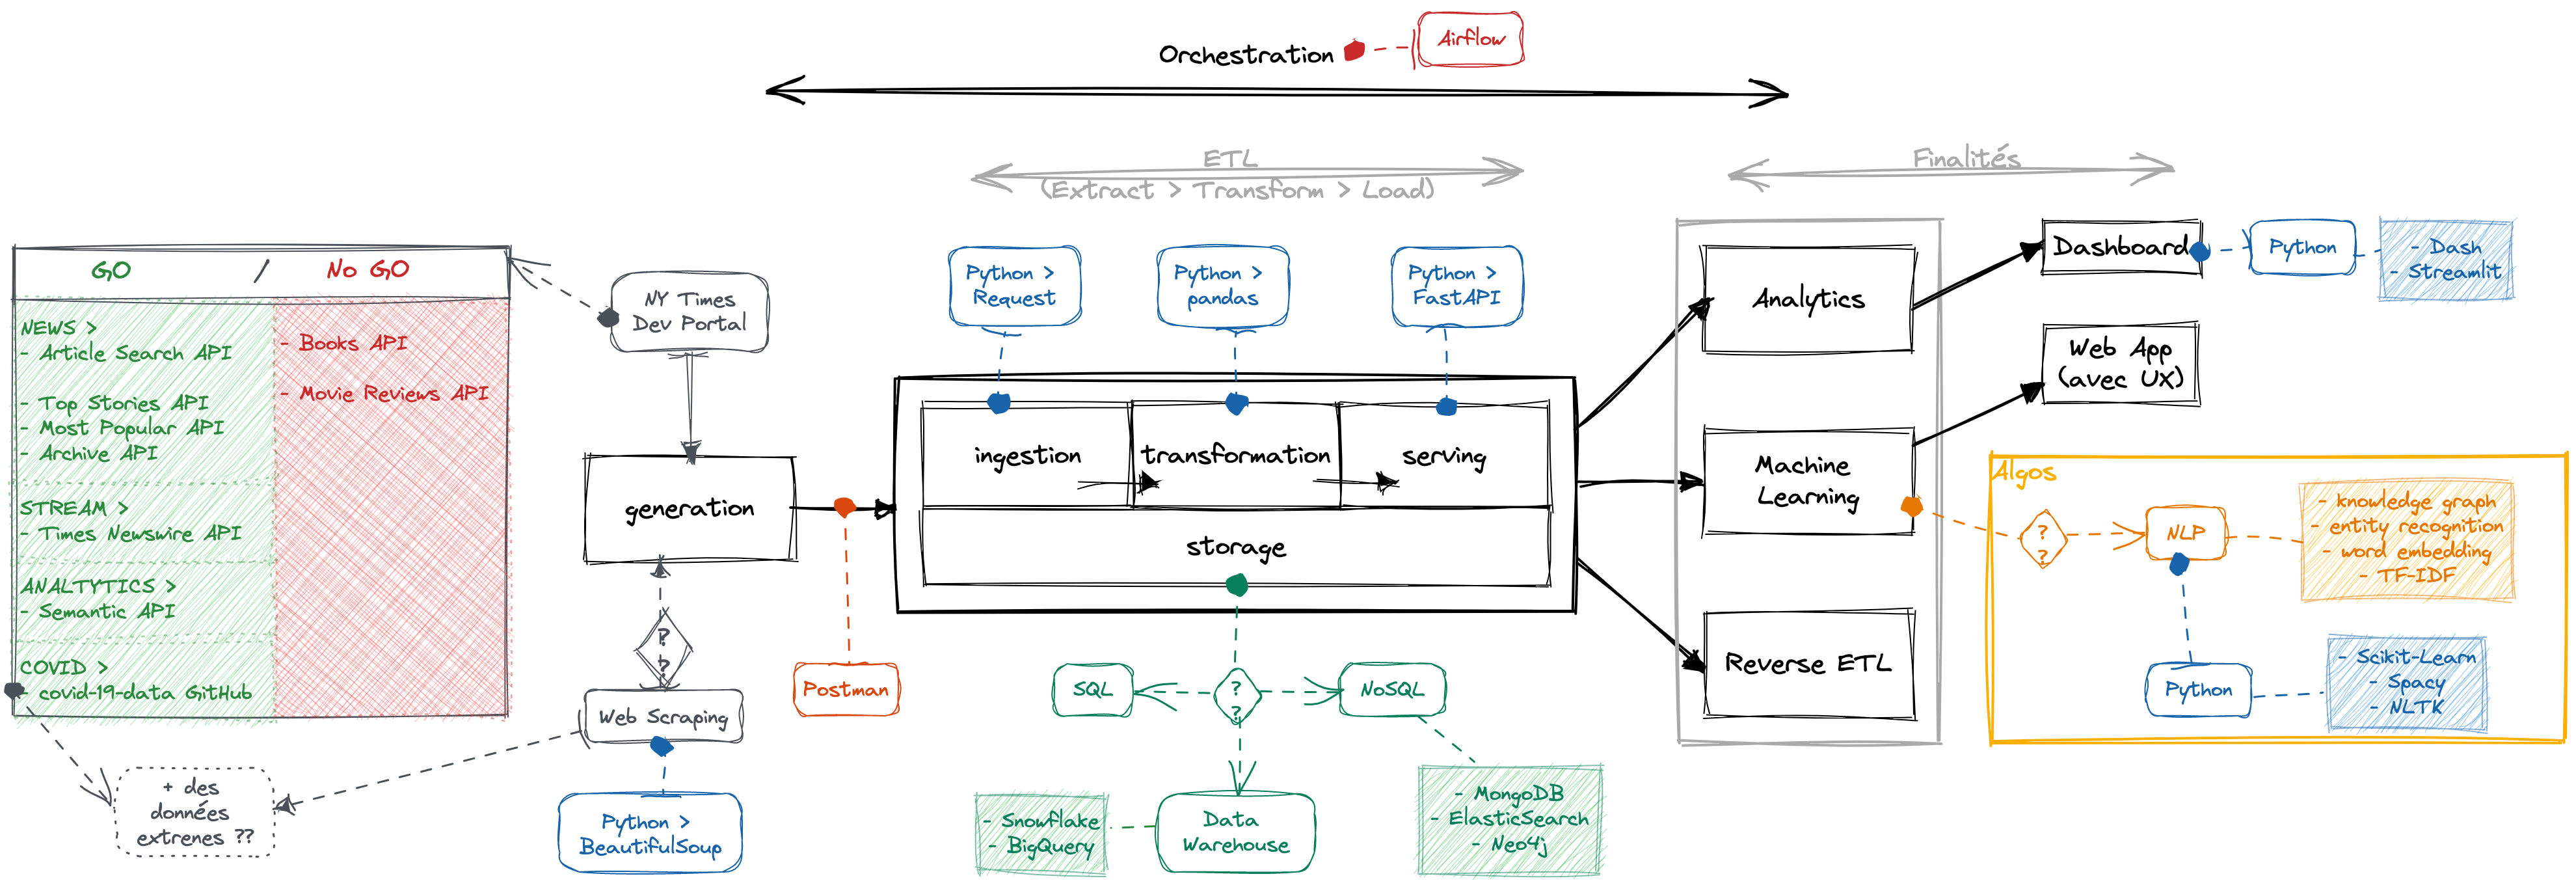 Orchestration
Airflow
ETL
(Extract > Transform > Load)
Finalités
GO / No GO
NEWS >
- Article Search API
- Top Stories API
- Most Popular API
- Archive API
STREAM >
- Times Newswire API
ANALTYTICS >
- Semantic API
COVID >
- covid-19-data GitHub
- Books API
- Movie Reviews API
+ des
données
extrenes ??
NY Times
Dev Portal
generation
?
?
Web Scraping
Python >
BeautifulSoup
Postman
Python >
Request
Python >
pandas
Python >
FastAPI
ingestion
transformation
serving
storage
SQL
?
?
NoSQL
Data
Warehouse
- Snowflake
- BigQuery
- MongoDB
- ElasticSearch
- Neo4j
Analytics
Machine
Learning
Reverse ETL
Dashboard
Python
- Dash
- Streamlit
Web App
(avec UX)
Algos
?
?
NLP
- knowledge graph
- entity recognition
- word embedding
- TF-IDF
Python
- Scikit-Learn
- Spacy
- NLTK